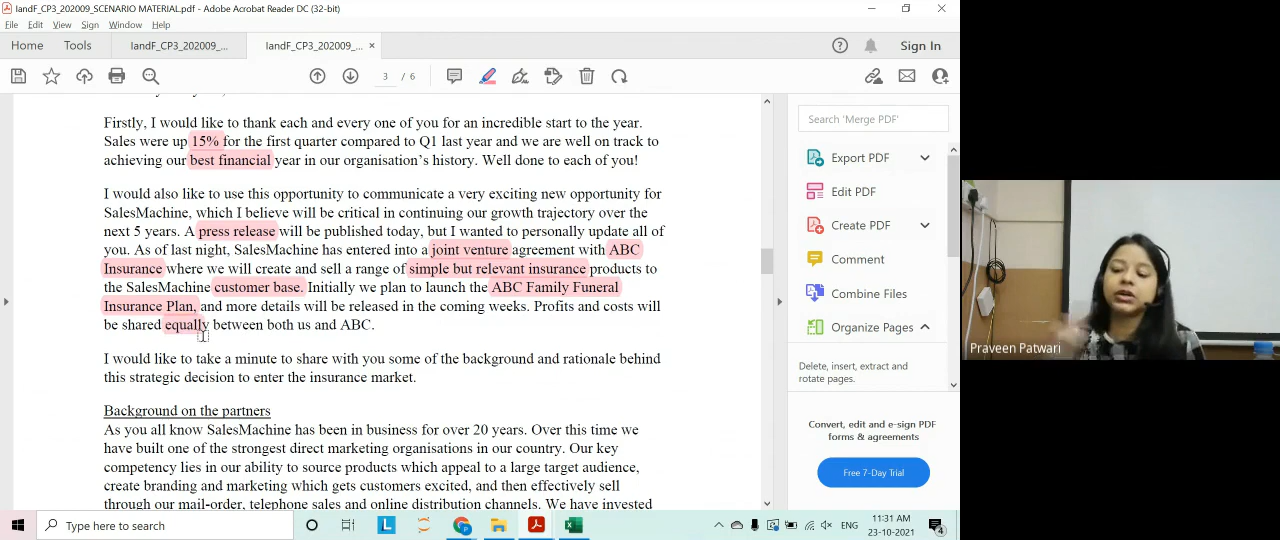 IandF_CP3_202009_SCENARIO MATERIAL.pdf - Adobe Acrobat Reader DC (32-bit)
File Edit View Sign Window Help
Home Tools IandF_CP3_202009_... IandF_CP3_202009_... × Sign In
3 / 6
Firstly, I would like to thank each and every one of you for an incredible start to the year.
Sales were up 15% for the first quarter compared to Q1 last year and we are well on track to
achieving our best financial year in our organisation's history. Well done to each of you!
I would also like to use this opportunity to communicate a very exciting new opportunity for
SalesMachine, which I believe will be critical in continuing our growth trajectory over the
next 5 years. A press release will be published today, but I wanted to personally update all of
you. As of last night, SalesMachine has entered into a joint venture agreement with ABC
Insurance where we will create and sell a range of simple but relevant insurance products to
the SalesMachine customer base. Initially we plan to launch the ABC Family Funeral
Insurance Plan, and more details will be released in the coming weeks. Profits and costs will
be shared equally between both us and ABC.
I would like to take a minute to share with you some of the background and rationale behind
this strategic decision to enter the insurance market.
Background on the partners
As you all know SalesMachine has been in business for over 20 years. Over this time we
have built one of the strongest direct marketing organisations in our country. Our key
competency lies in our ability to source products which appeal to a large target audience,
create branding and marketing which gets customers excited, and then effectively sell
through our mail-order, telephone sales and online distribution channels. We have invested
Search 'Merge PDF'
Export PDF
Edit PDF
Create PDF
Comment
Combine Files
Organize Pages
Delete, insert, extract and
rotate pages.
Convert, edit and e-sign PDF
forms & agreements
Free 7-Day Trial
Praveen Patwari
Type here to search
ENG
11:31 AM
23-10-2021
4